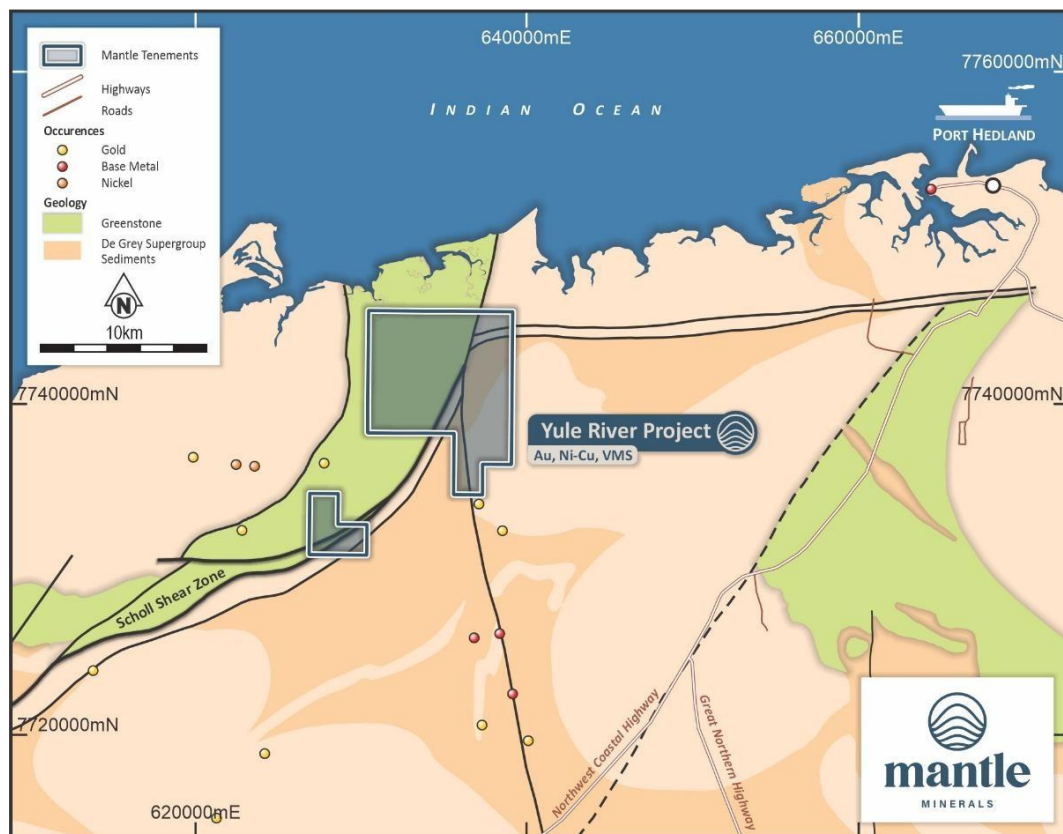 640000mE
660000mE
7760000mN
Mantle Tenements
Highways
Roads
Occurences
Gold
Base Metal
Nickel
Geology
Greenstone
De Grey Supergroup
Sediments
N
10km
INDIAN OCEAN
PORT HEDLAND
7740000mN
7740000mN
Yule River Project
Au, Ni-Cu, VMS
Scholl Shear Zone
7720000mN
Northwest Coastal Highway
Great Northern Highway
620000mE
mantle
MINERALS